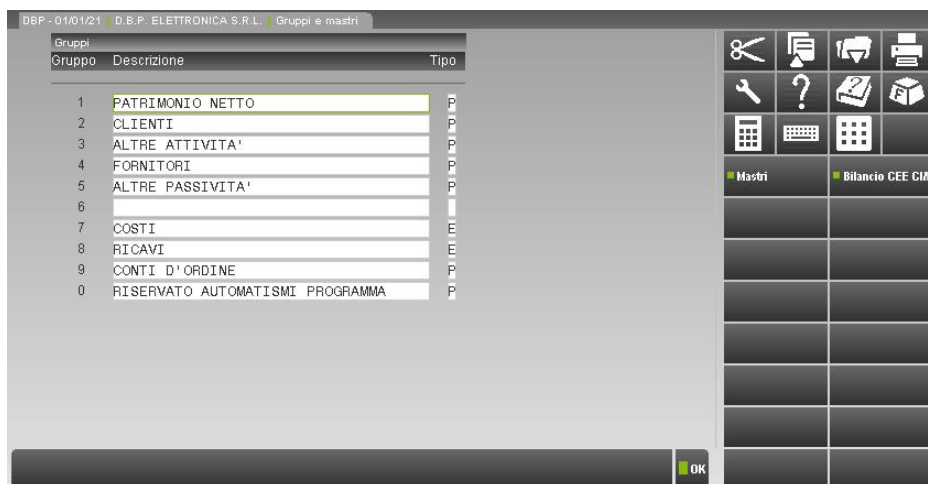 DBP - 01/01/21 D.B.P. ELETTRONICA S.R.L. Gruppi e mastri
Gruppi
Gruppo Descrizione Tipo
1 PATRIMONIO NETTO P
2 CLIENTI P
3 ALTRE ATTIVITA' P
4 FORNITORI P
5 ALTRE PASSIVITA' P
6
7 COSTI E
8 RICAVI E
9 CONTI D'ORDINE P
0 RISERVATO AUTOMATISMI PROGRAMMA P
Mastri Bilancio CEE
OK